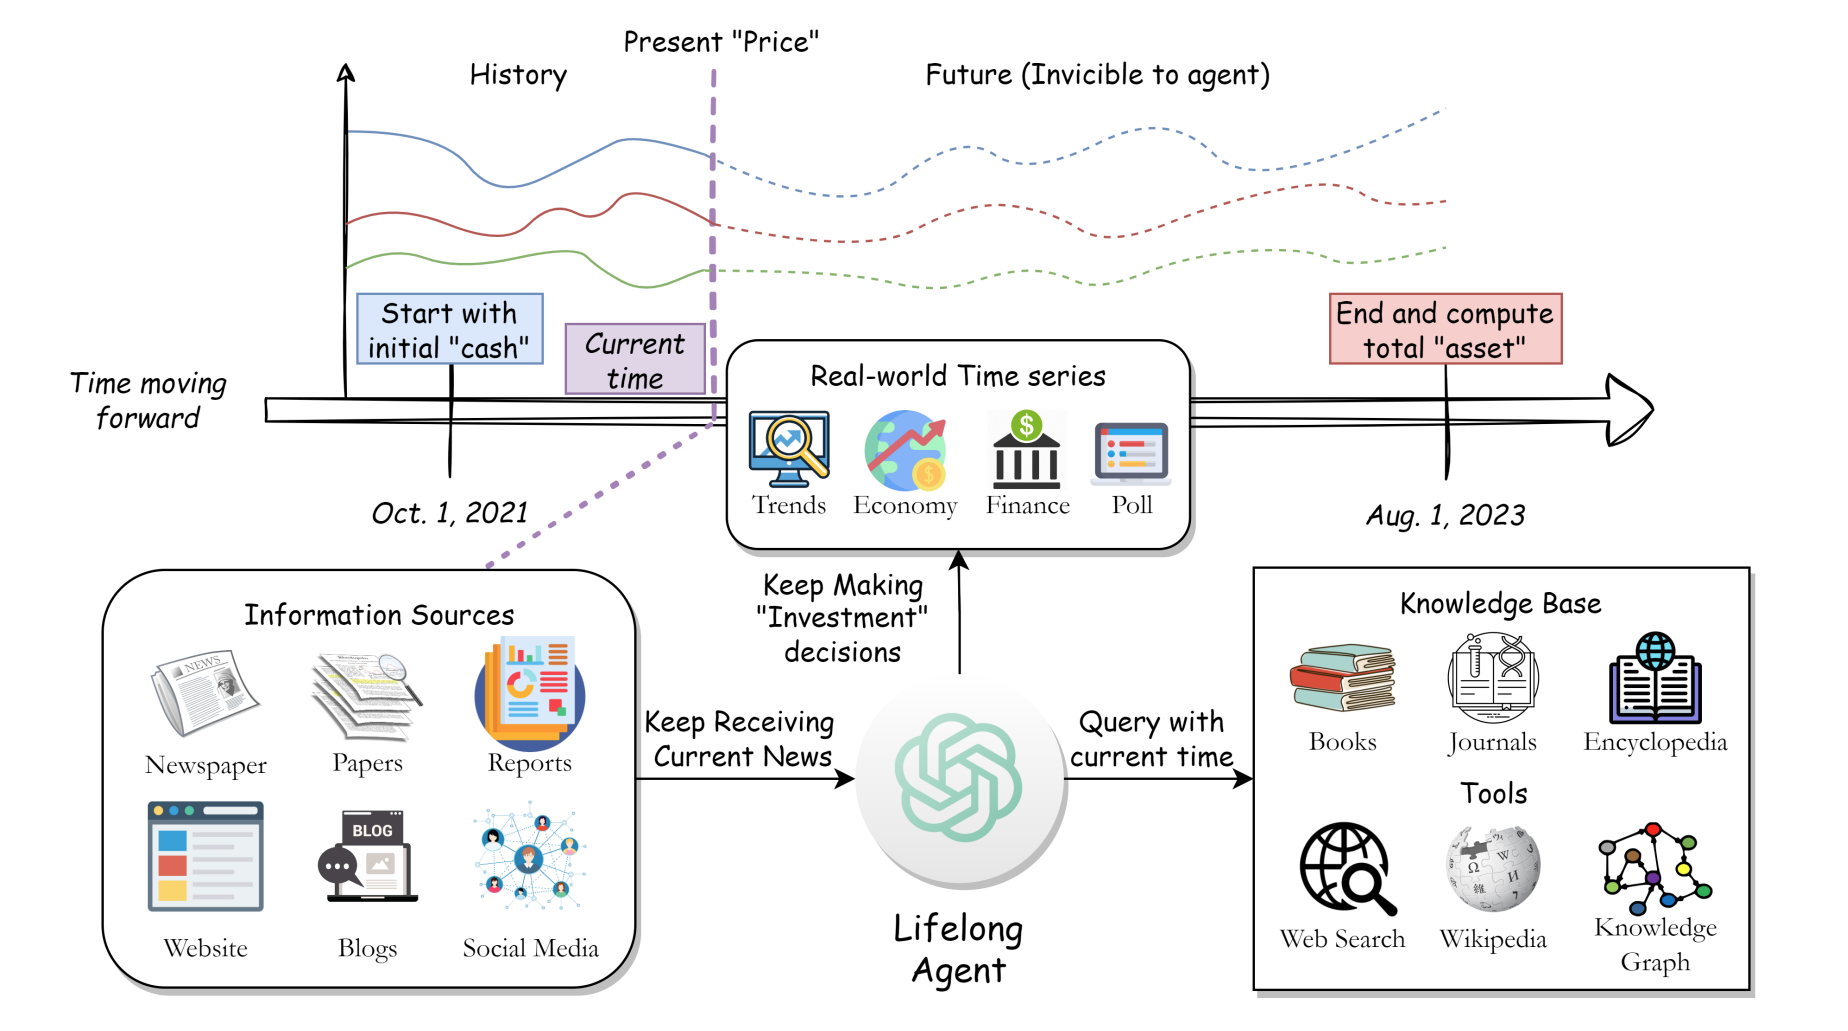 Present "Price"
History
Future (Invicible to agent)
Start with
initial "cash"
Current
time
End and compute
total "asset"
Time moving
forward
Real-world Time series
Trends
Economy
Finance
Poll
Oct. 1, 2021
Aug. 1, 2023
Information Sources
NEWS
Newspaper
Papers
Reports
BLOG
Website
Blogs
Social Media
Keep Making
"Investment"
decisions
Keep Receiving
Current News
Query with
current time
Lifelong
Agent
Knowledge Base
Books
Journals
Encyclopedia
Tools
Ω
W
И
維
Web Search
Wikipedia
Knowledge
Graph